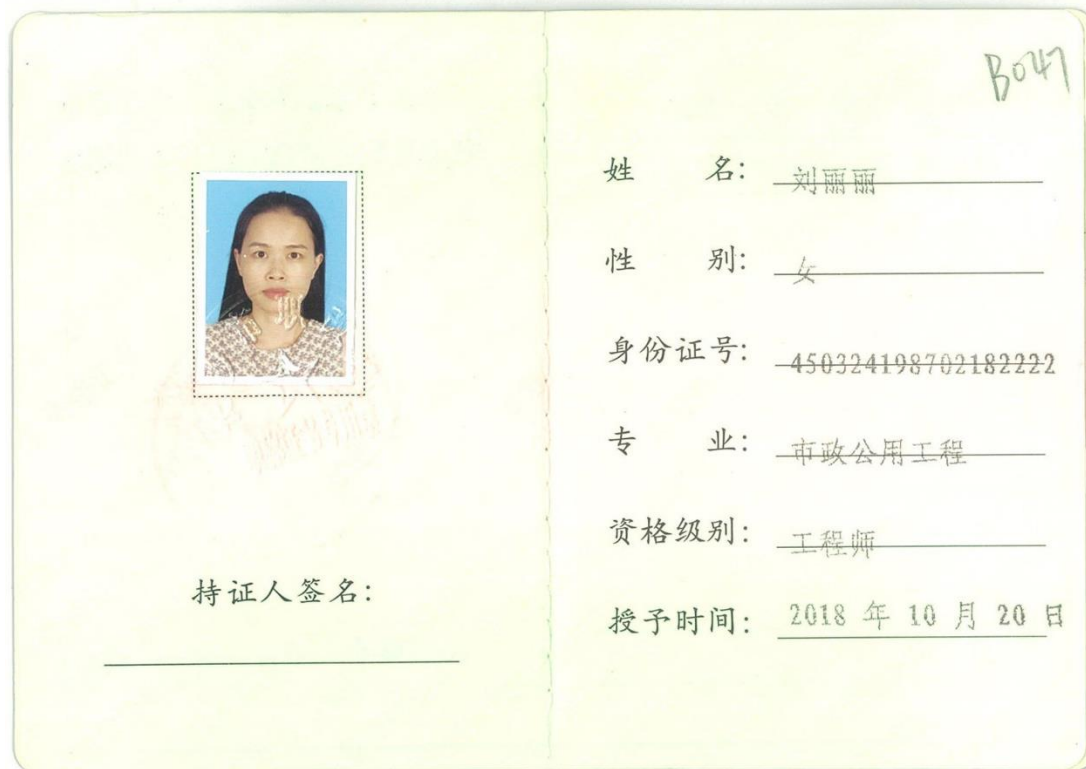 持证人签名:
B047
姓 名: 刘丽丽
性 别: 女
身份证号: 450324198702182222
专 业: 市政公用工程
资格级别: 工程师
授予时间: 2018 年 10 月 20 日